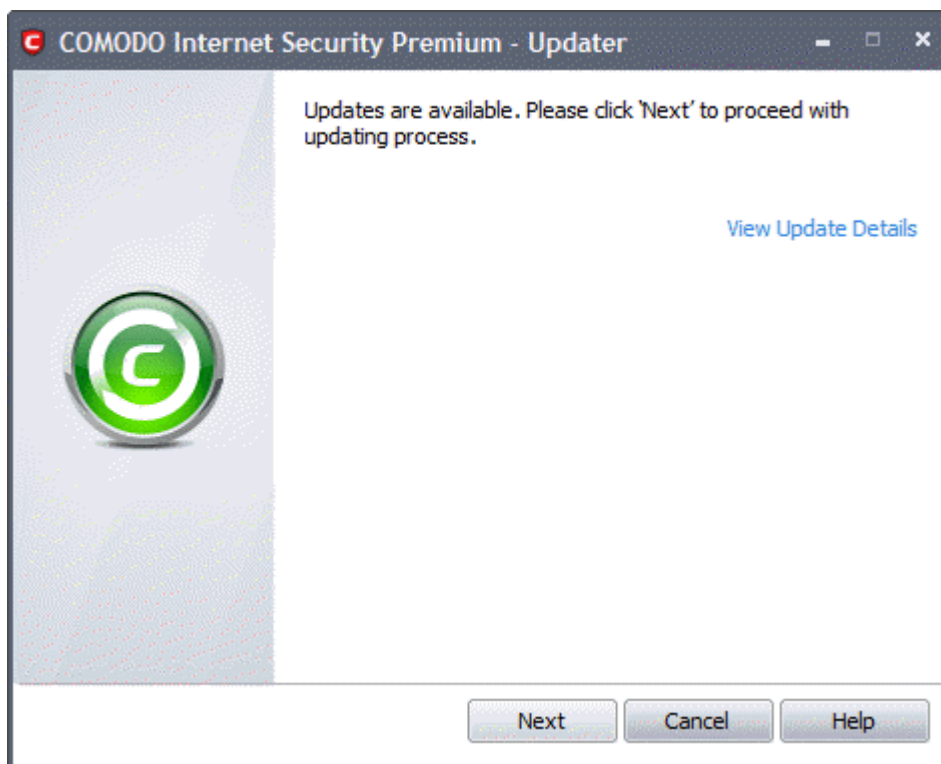 COMODO Internet Security Premium - Updater
Updates are available. Please click 'Next' to proceed with
updating process.
View Update Details
Next
Cancel
Help